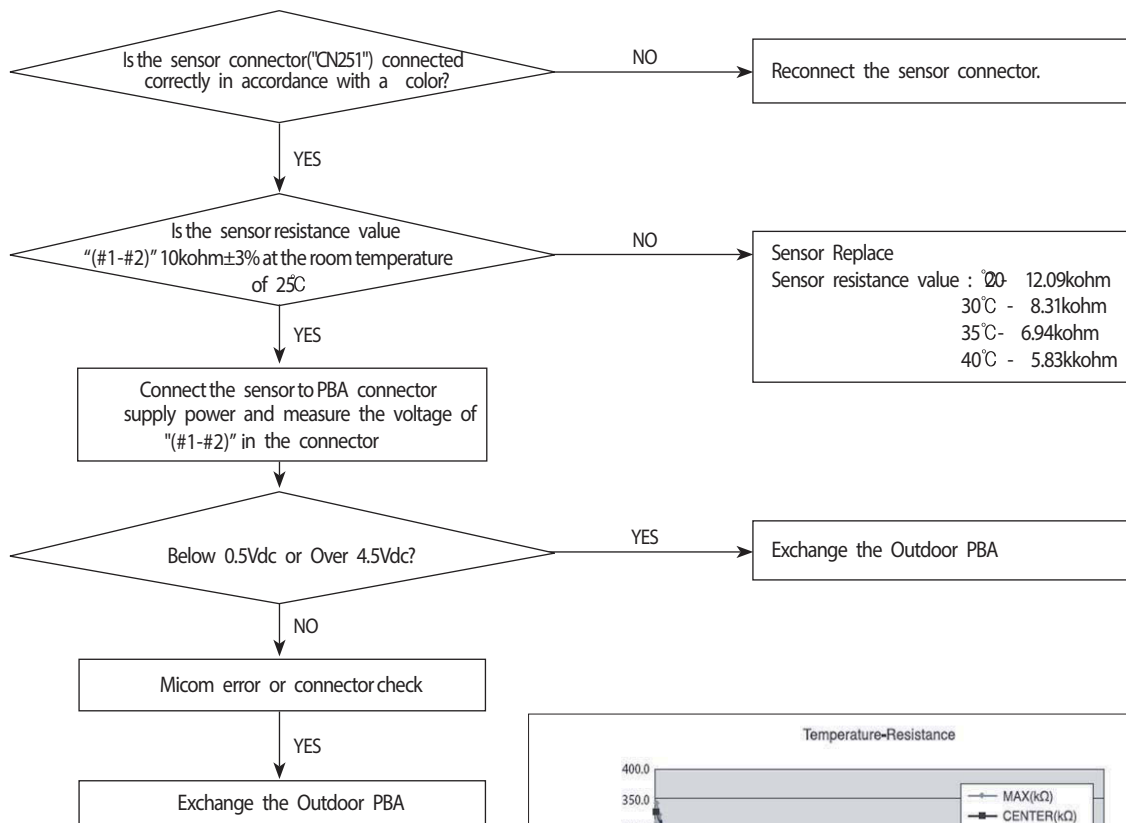 Is the sensor connector("CN251") connected
correctly in accordance with a color?
NO
Reconnect the sensor connector.
YES
Is the sensor resistance value
“(#1-#2)” 10kohm±3% at the room temperature
of 25℃
NO
Sensor Replace
Sensor resistance value : 20℃- 12.09kohm
30℃ - 8.31kohm
35℃- 6.94kohm
40℃ - 5.83kkohm
YES
Connect the sensor to PBA connector
supply power and measure the voltage of
"(#1-#2)” in the connector
Below 0.5Vdc or Over 4.5Vdc?
YES
Exchange the Outdoor PBA
NO
Micom error or connector check
YES
Exchange the Outdoor PBA
Temperature-Resistance
400.0
350.0
MAX(kΩ)
CENTER(kΩ)